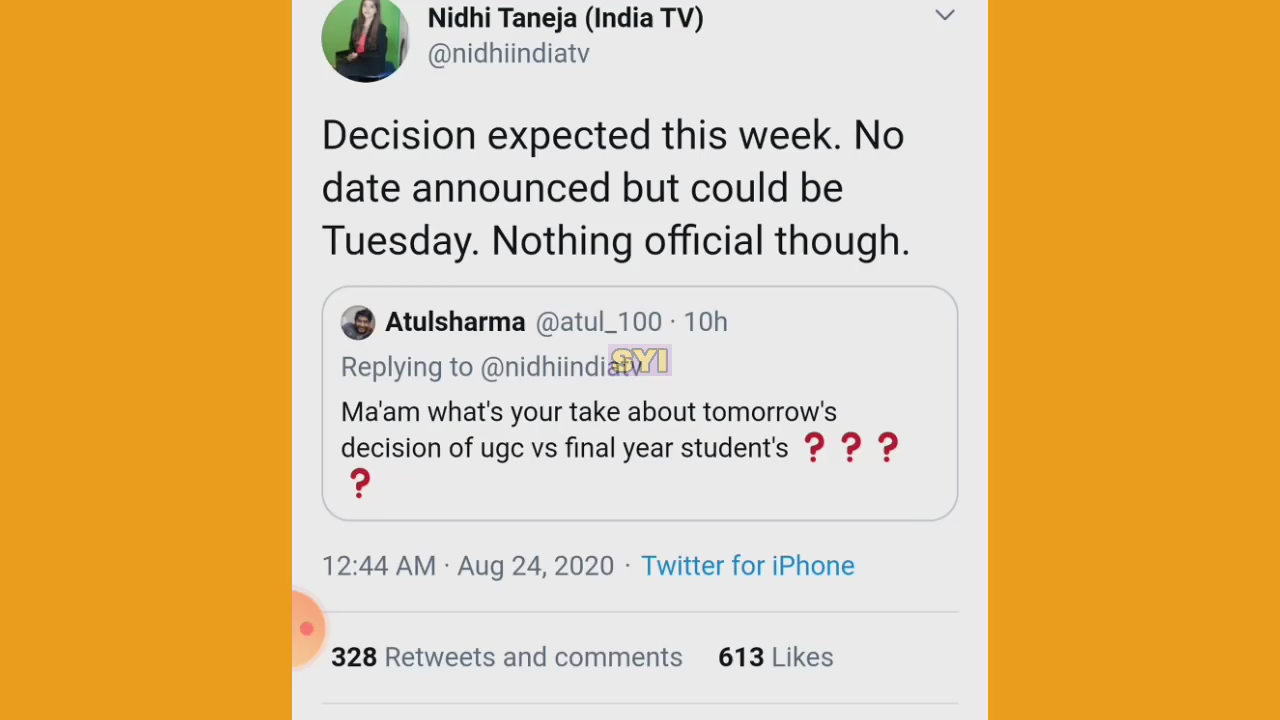 Nidhi Taneja (India TV)
@nidhiindiatv
Decision expected this week. No
date announced but could be
Tuesday. Nothing official though.
Atulsharma @atul_100 · 10h
Replying to @nidhiindiatv
SYI
Ma'am what's your take about tomorrow's
decision of ugc vs final year student's ❓❓❓
❓
12:44 AM · Aug 24, 2020 · Twitter for iPhone
328 Retweets and comments 613 Likes